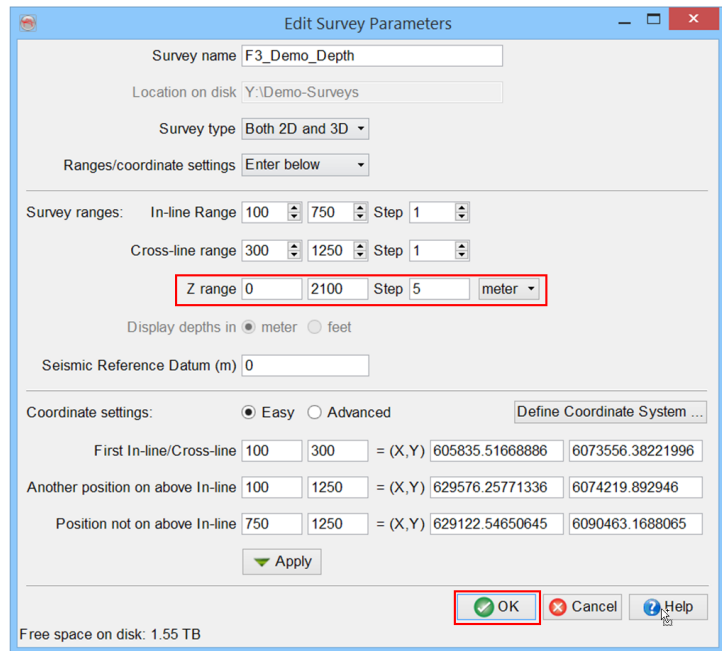 Edit Survey Parameters
Survey name F3_Demo_Depth
Location on disk Y:\Demo-Surveys
Survey type Both 2D and 3D
Ranges/coordinate settings Enter below
Survey ranges: In-line Range 100 750 Step 1
Cross-line range 300 1250 Step 1
Z range 0 2100 Step 5 meter
Display depths in meter feet
Seismic Reference Datum (m) 0
Coordinate settings: Easy Advanced Define Coordinate System ...
First In-line/Cross-line 100 300 = (X,Y) 605835.51668886 6073556.38221996
Another position on above In-line 100 1250 = (X,Y) 629576.25771336 6074219.892946
Position not on above In-line 750 1250 = (X,Y) 629122.54650645 6090463.1688065
Apply
OK Cancel Help
Free space on disk: 1.55 TB